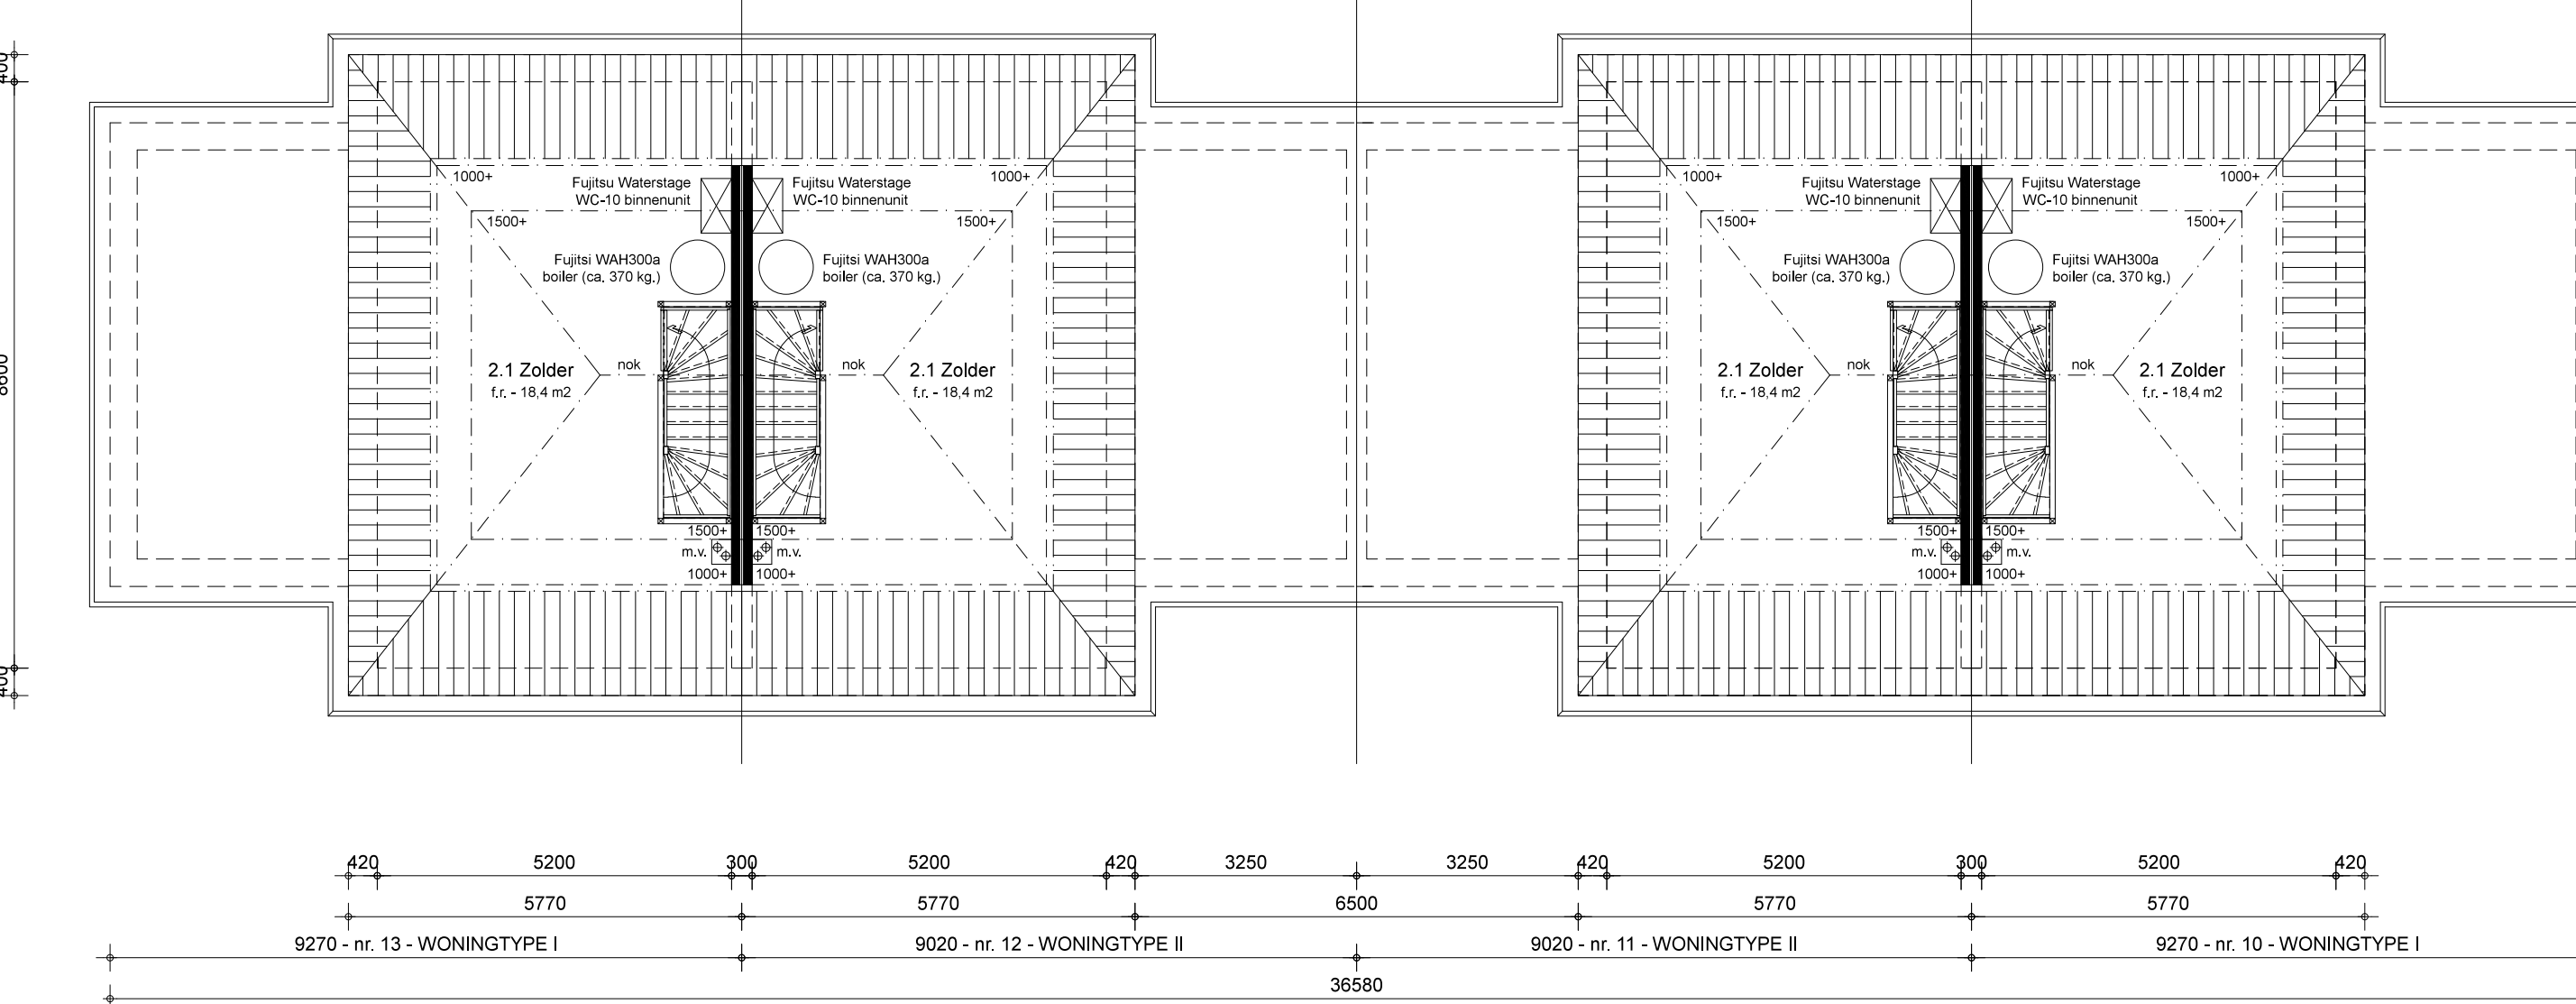 400
1000+
Fujitsu Waterstage
WC-10 binnenunit
Fujitsu Waterstage
WC-10 binnenunit
1000+
1500+
1500+
Fujitsi WAH300a
boiler (ca. 370 kg.)
Fujitsi WAH300a
boiler (ca. 370 kg.)
8600
2.1 Zolder
f.r. - 18,4 m2
nok
nok
2.1 Zolder
f.r. - 18,4 m2
1500+
1500+
m.v.
m.v.
1000+
1000+
400
1000+
Fujitsu Waterstage
WC-10 binnenunit
Fujitsu Waterstage
WC-10 binnenunit
1000+
1500+
1500+
Fujitsi WAH300a
boiler (ca. 370 kg.)
Fujitsi WAH300a
boiler (ca. 370 kg.)
2.1 Zolder
f.r. - 18,4 m2
nok
nok
2.1 Zolder
f.r. - 18,4 m2
1500+
1500+
m.v.
m.v.
1000+
1000+
420 5200 300 5200 420 3250 3250 420 5200 300 5200 420
5770 5770 6500 5770 5770
9270 - nr. 13 - WONINGTYPE I 9020 - nr. 12 - WONINGTYPE II 9020 - nr. 11 - WONINGTYPE II 9270 - nr. 10 - WONINGTYPE I
36580